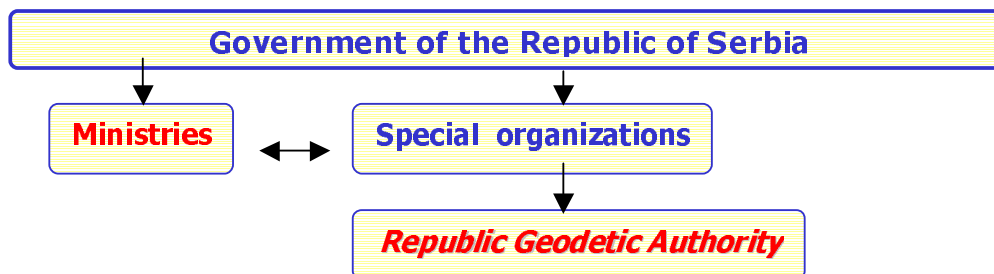 Government of the Republic of Serbia
Ministries
Special organizations
Republic Geodetic Authority